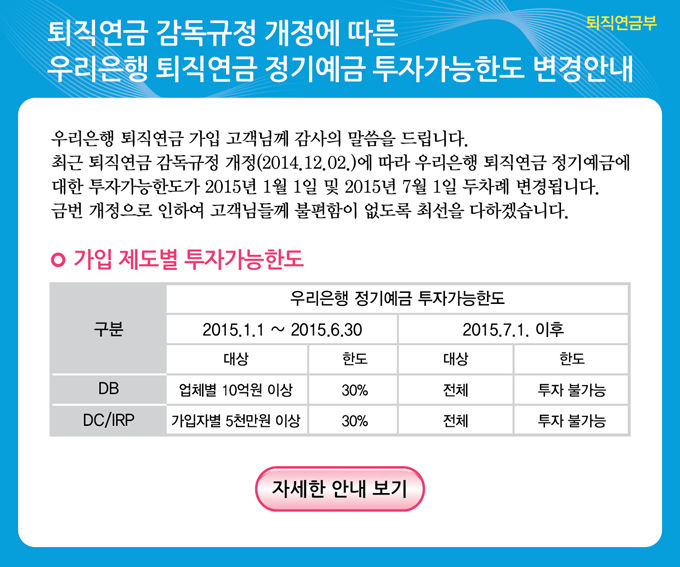 퇴직연금부
퇴직연금 감독규정 개정에 따른
우리은행 퇴직연금 정기예금 투자가능한도 변경안내
우리은행 퇴직연금 가입 고객님께 감사의 말씀을 드립니다.
최근 퇴직연금 감독규정 개정(2014.12.02.)에 따라 우리은행 퇴직연금 정기예금에
대한 투자가능한도가 2015년 1월 1일 및 2015년 7월 1일 두차례 변경됩니다.
금번 개정으로 인하여 고객님들께 불편함이 없도록 최선을 다하겠습니다.
가입 제도별 투자가능한도
구분 우리은행 정기예금 투자가능한도
2015.1.1 ~ 2015.6.30 2015.7.1. 이후
대상 한도 대상 한도
DB 업체별 10억원 이상 30% 전체 투자 불가능
DC/IRP 가입자별 5천만원 이상 30% 전체 투자 불가능
자세한 안내 보기